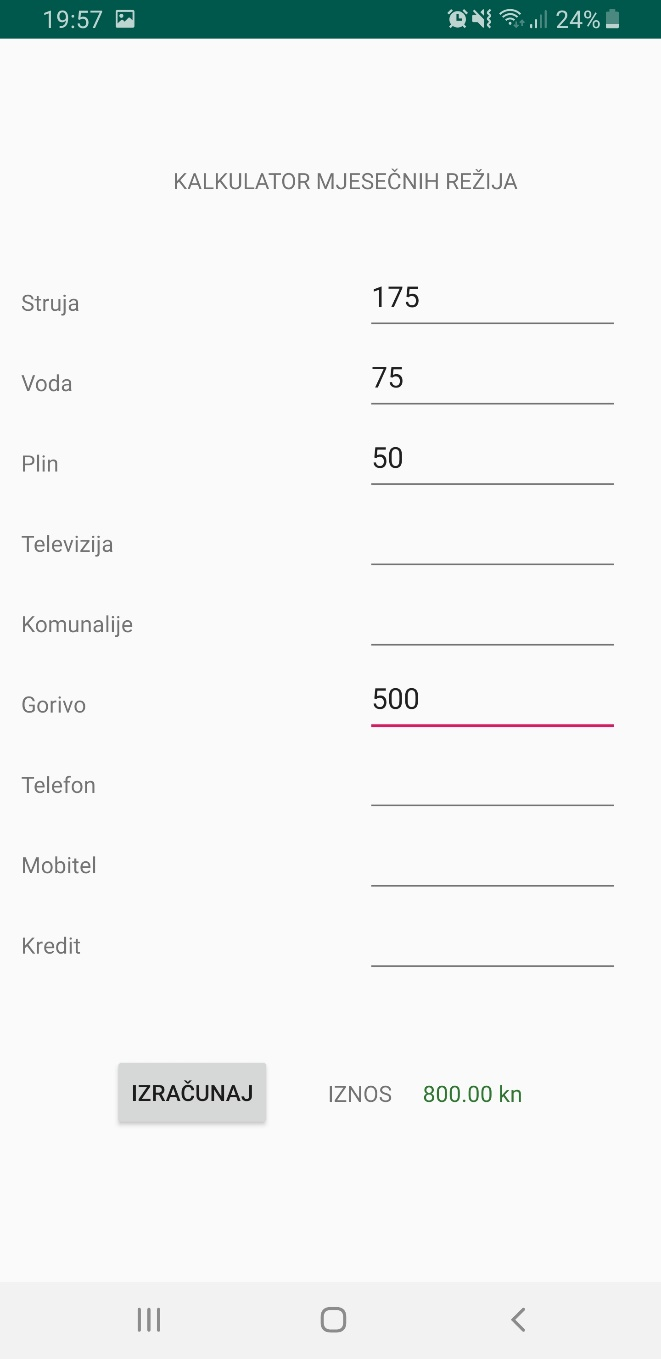 19:57 24%
KALKULATOR MJESEČNIH REŽIJA
Struja 175
Voda 75
Plin 50
Televizija
Komunalije
Gorivo 500
Telefon
Mobitel
Kredit
IZRAČUNAJ IZNOS 800.00 kn